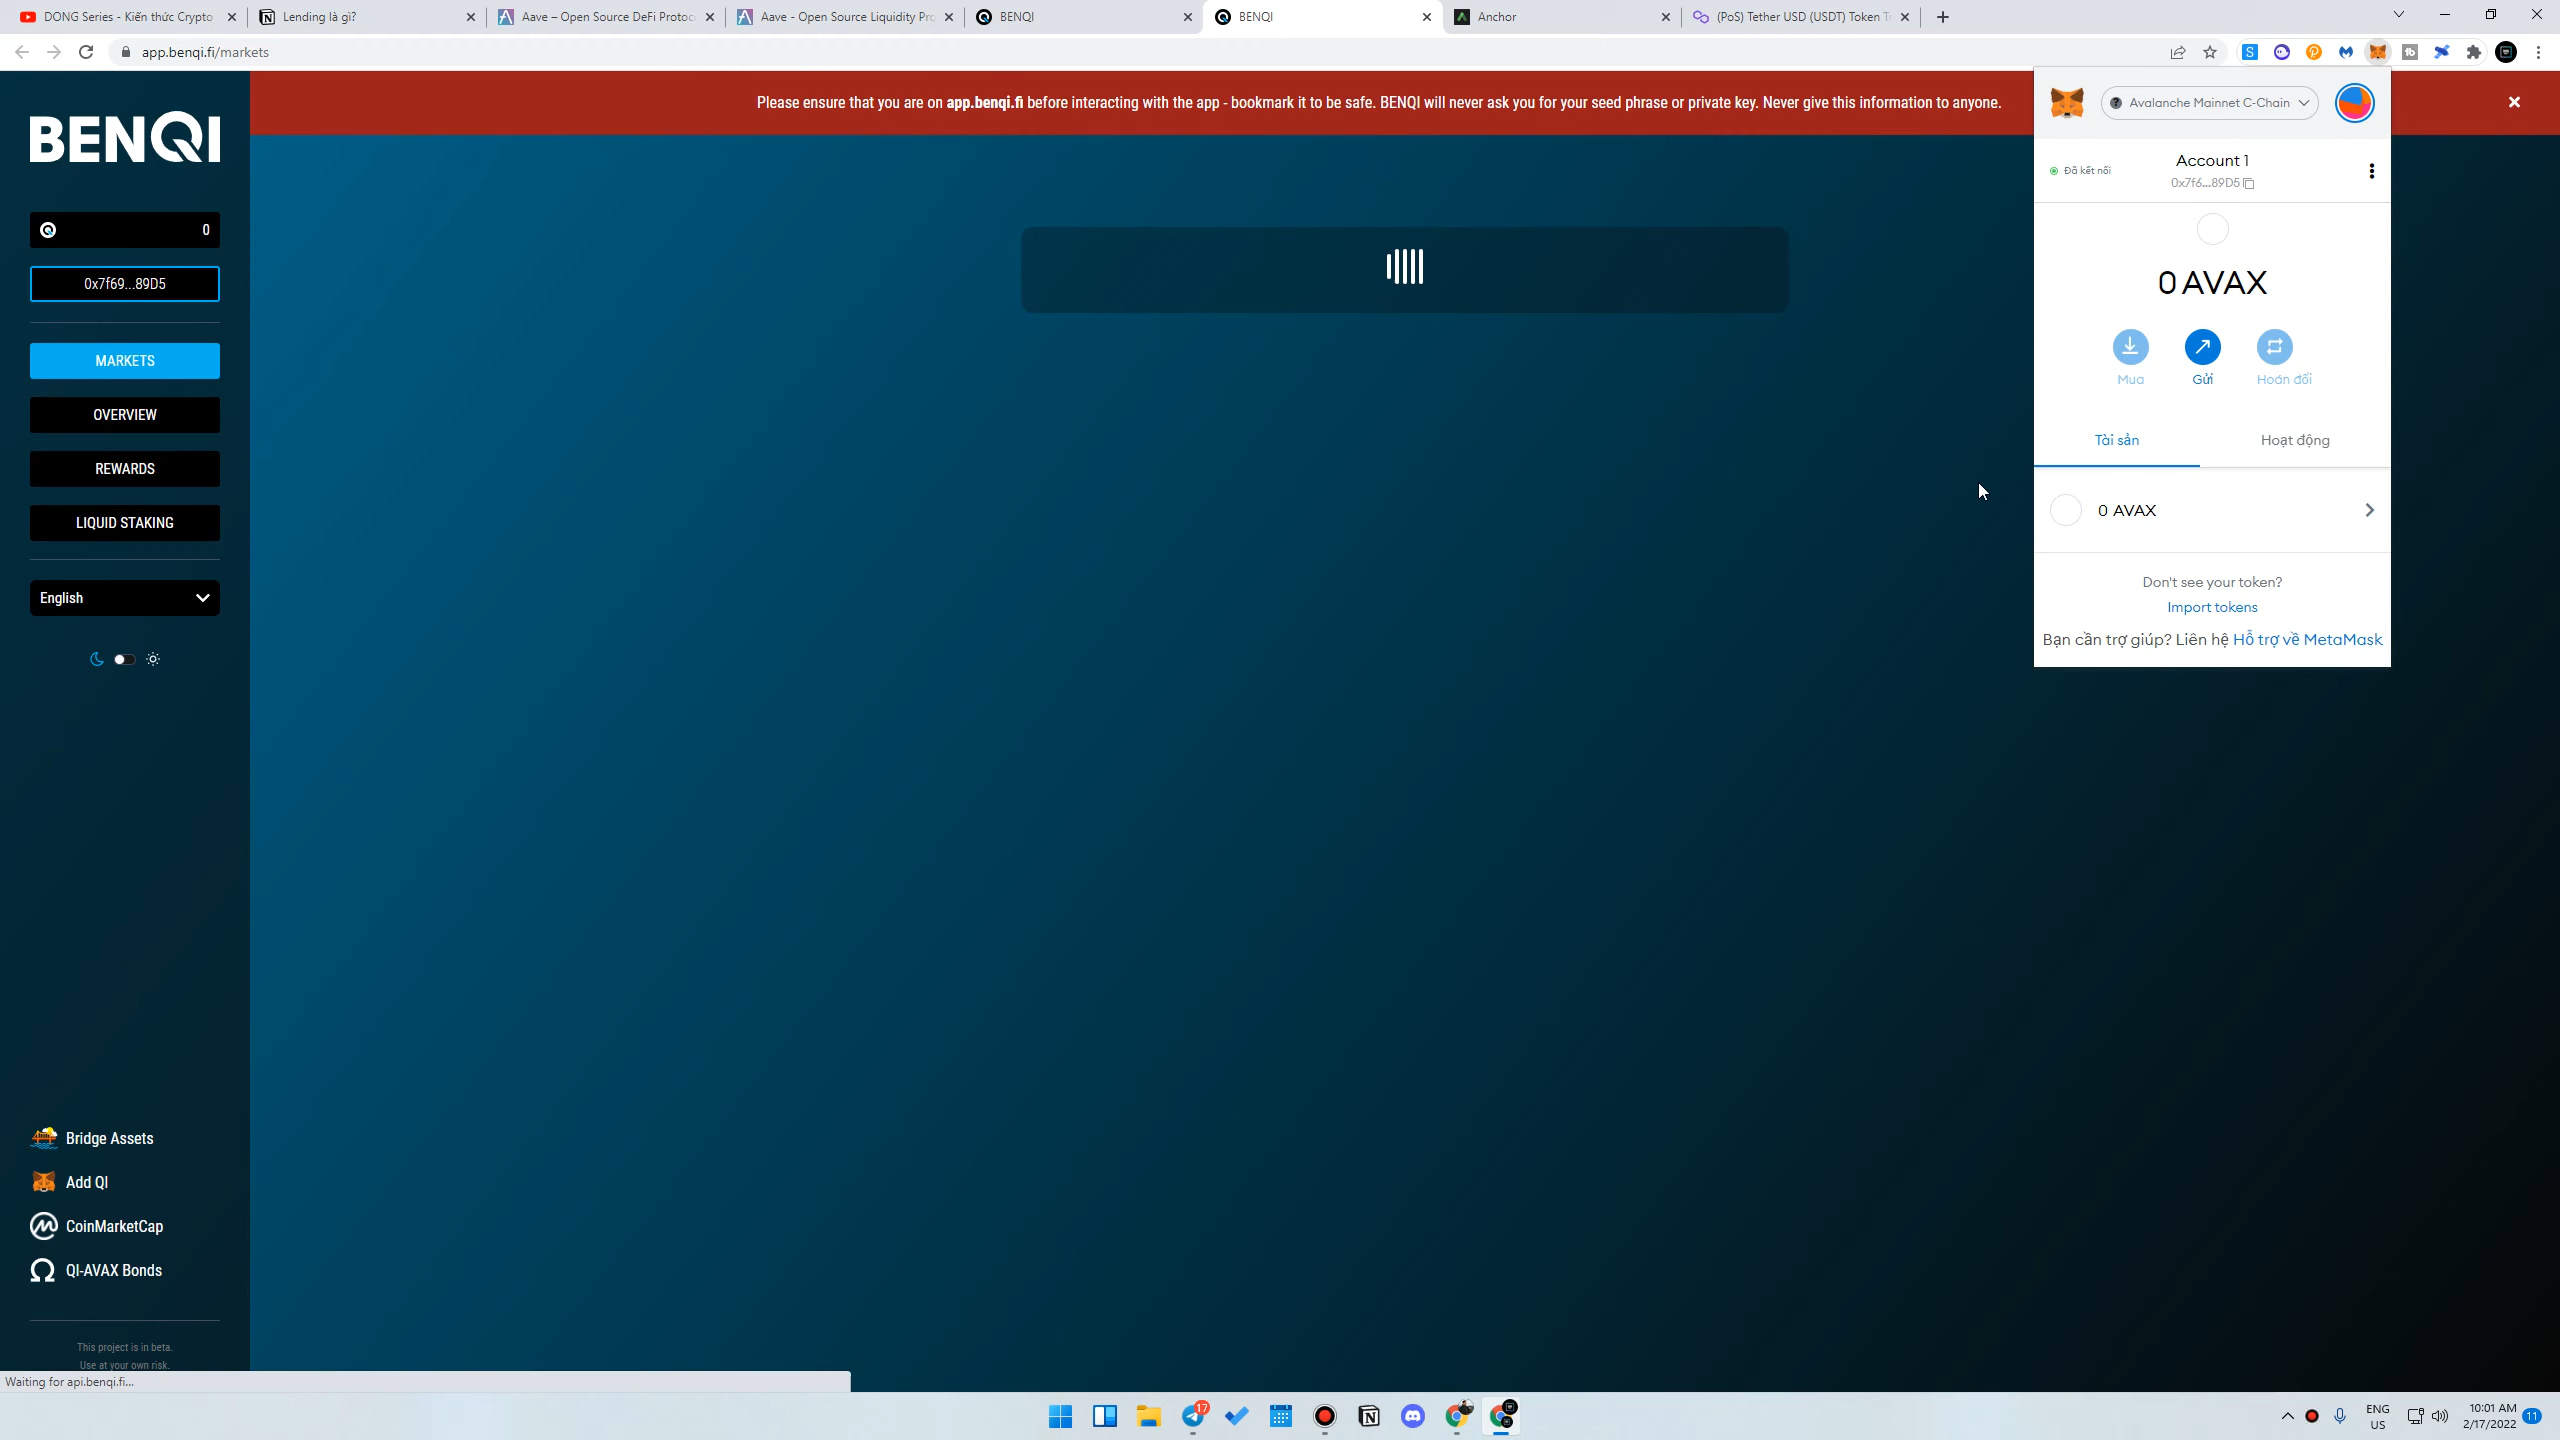 DONG Series - Kiến thức Crypto
Lending là gì?
Aave – Open Source DeFi Protoc
Aave - Open Source Liquidity Pro
BENQI
BENQI
Anchor
(PoS) Tether USD (USDT) Token Tr
app.benqi.fi/markets
BENQI
0
0x7f69...89D5
MARKETS
OVERVIEW
REWARDS
LIQUID STAKING
English
Bridge Assets
Add QI
CoinMarketCap
QI-AVAX Bonds
This project is in beta.
Use at your own risk.
Waiting for api.benqi.fi...
Please ensure that you are on app.benqi.fi before interacting with the app - bookmark it to be safe. BENQI will never ask you for your seed phrase or private key. Never give this information to anyone.
Avalanche Mainnet C-Chain
Đã kết nối
Account 1
0x7f6...89D5
0 AVAX
Mua
Gửi
Hoán đổi
Tài sản
Hoạt động
0 AVAX
Don't see your token?
Import tokens
Bạn cần trợ giúp? Liên hệ Hỗ trợ về MetaMask
17
ENG
US
10:01 AM
2/17/2022
11